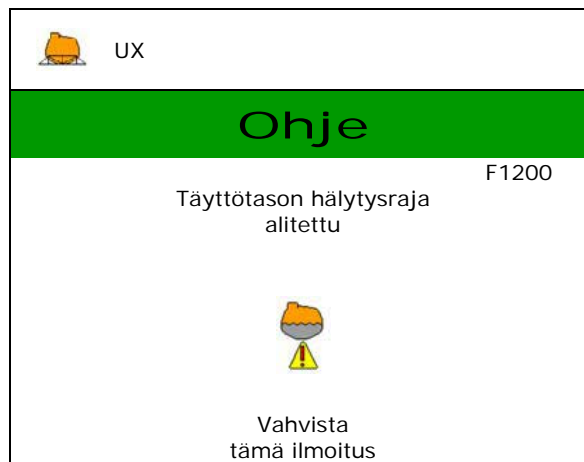 UX
Ohje
F1200
Täyttötason hälytysraja
alitettu
Vahvista
tämä ilmoitus